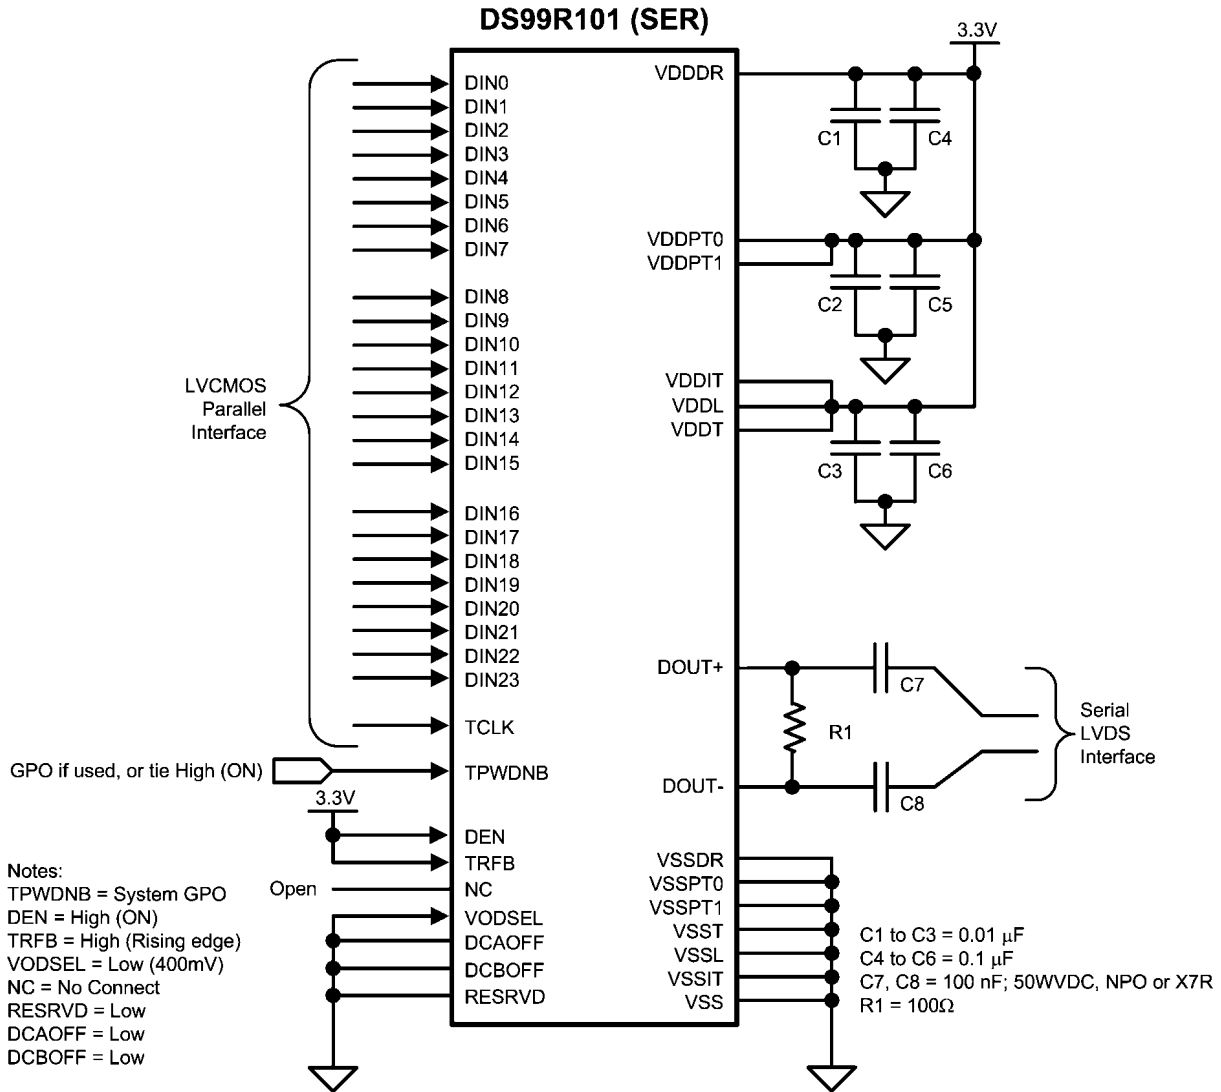 DS99R101 (SER)
3.3V
DIN0
DIN1
DIN2
DIN3
DIN4
DIN5
DIN6
DIN7
DIN8
DIN9
DIN10
DIN11
DIN12
DIN13
DIN14
DIN15
DIN16
DIN17
DIN18
DIN19
DIN20
DIN21
DIN22
DIN23
TCLK
TPWDNB
DEN
TRFB
NC
VODSEL
DCAOFF
DCBOFF
RESRVD
LVCMOS
Parallel
Interface
GPO if used, or tie High (ON)
3.3V
Open
VDDDR
VDDPT0
VDDPT1
VDDIT
VDDL
VDDT
DOUT+
DOUT-
VSSDR
VSSPT0
VSSPT1
VSST
VSSL
VSSIT
VSS
C1
C4
C2
C5
C3
C6
C7
R1
C8
Serial
LVDS
Interface
Notes:
TPWDNB = System GPO
DEN = High (ON)
TRFB = High (Rising edge)
VODSEL = Low (400mV)
NC = No Connect
RESRVD = Low
DCAOFF = Low
DCBOFF = Low
C1 to C3 = 0.01 μF
C4 to C6 = 0.1 μF
C7, C8 = 100 nF; 50WVDC, NPO or X7R
R1 = 100Ω